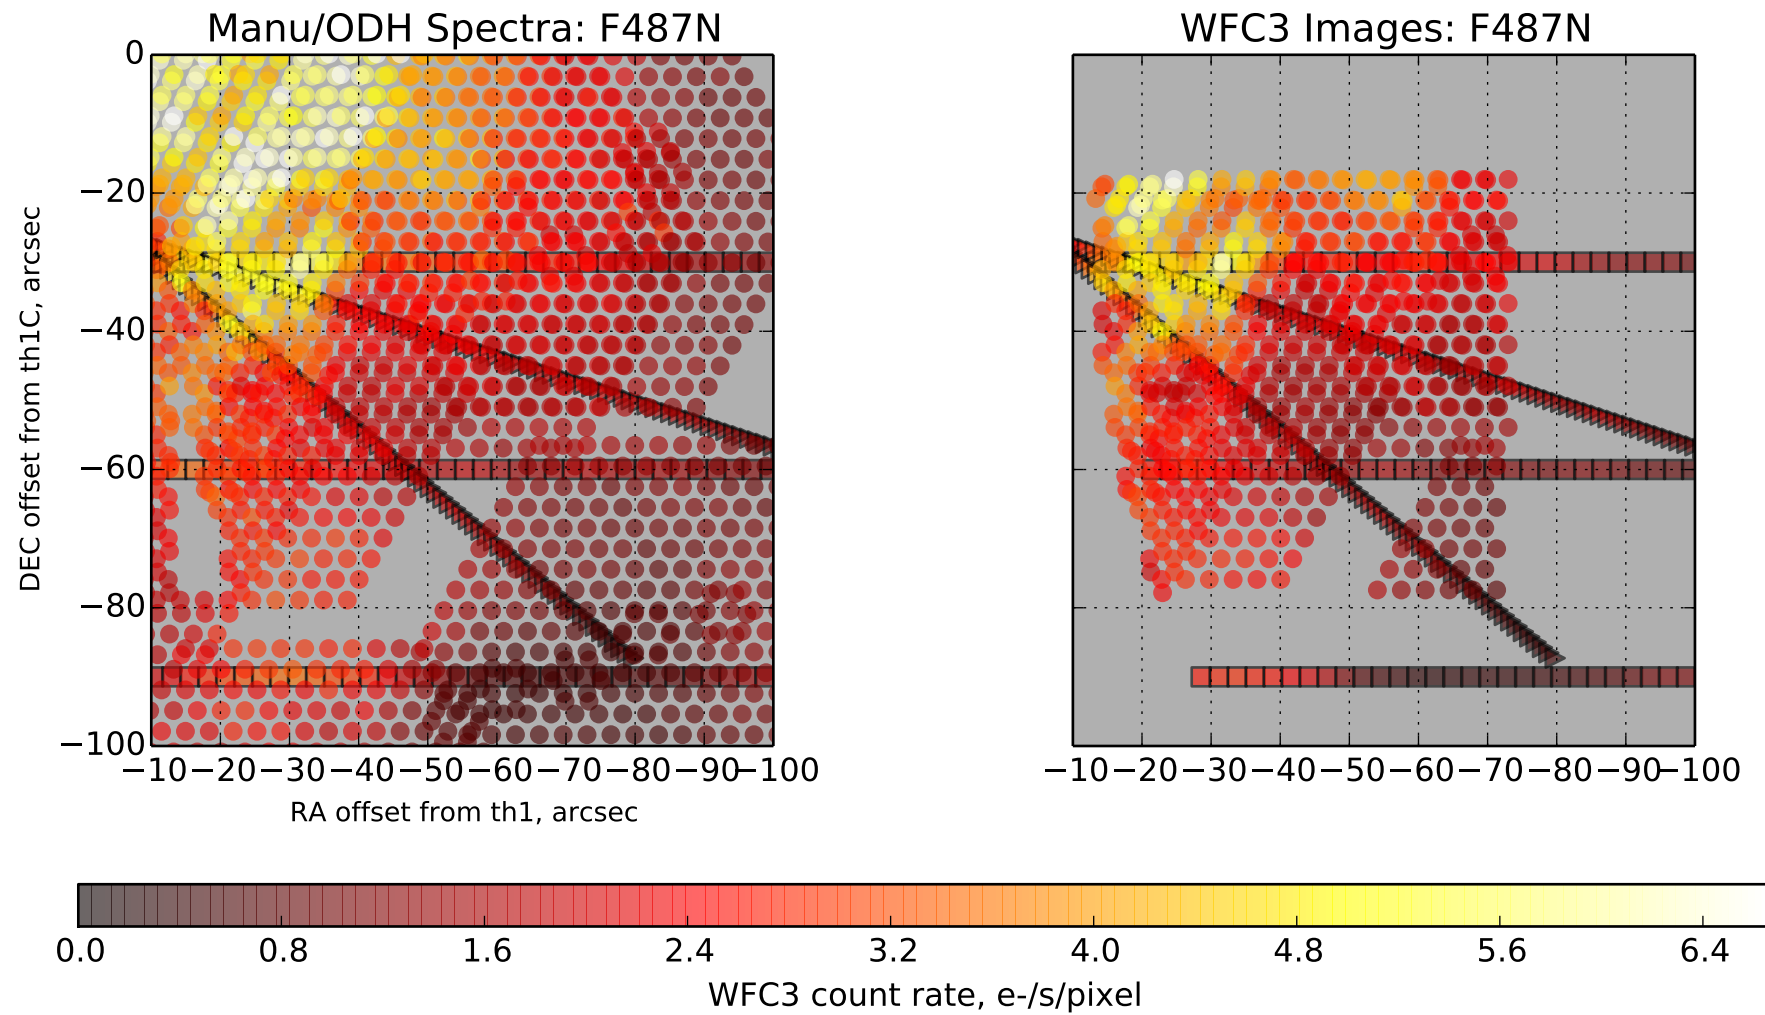 Manu/ODH Spectra: F487N
WFC3 Images: F487N
0
−20
−40
−60
−80
−100
DEC offset from th1C, arcsec
−10 −20 −30 −40 −50 −60 −70 −80 −90 −100
−10 −20 −30 −40 −50 −60 −70 −80 −90 −100
RA offset from th1, arcsec
0.0 0.8 1.6 2.4 3.2 4.0 4.8 5.6 6.4
WFC3 count rate, e-/s/pixel